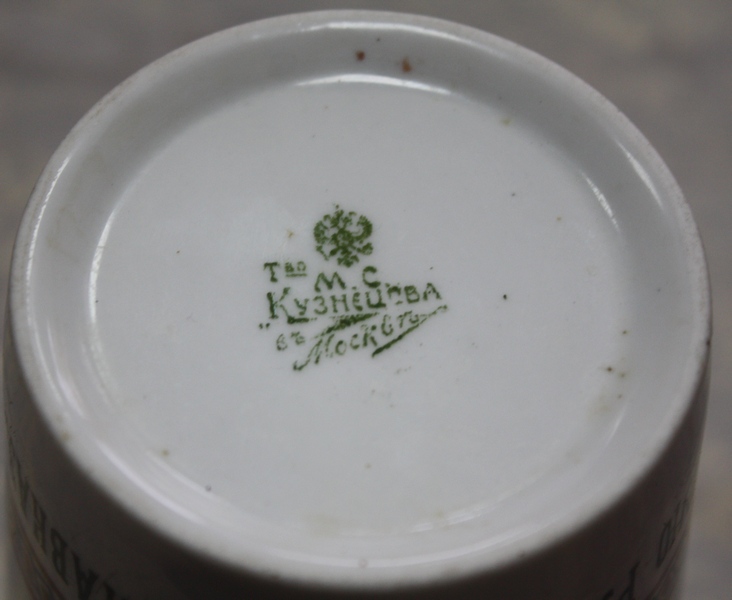 Тво
М. С.
Кузнецова
въ Москвѣ